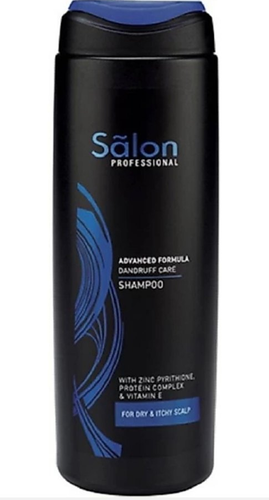 Sãlon
PROFESSIONAL
ADVANCED FORMULA
DANDRUFF CARE
SHAMPOO
WITH ZINC PYRITHIONE,
PROTEIN COMPLEX
& VITAMIN E
FOR DRY & ITCHY SCALP